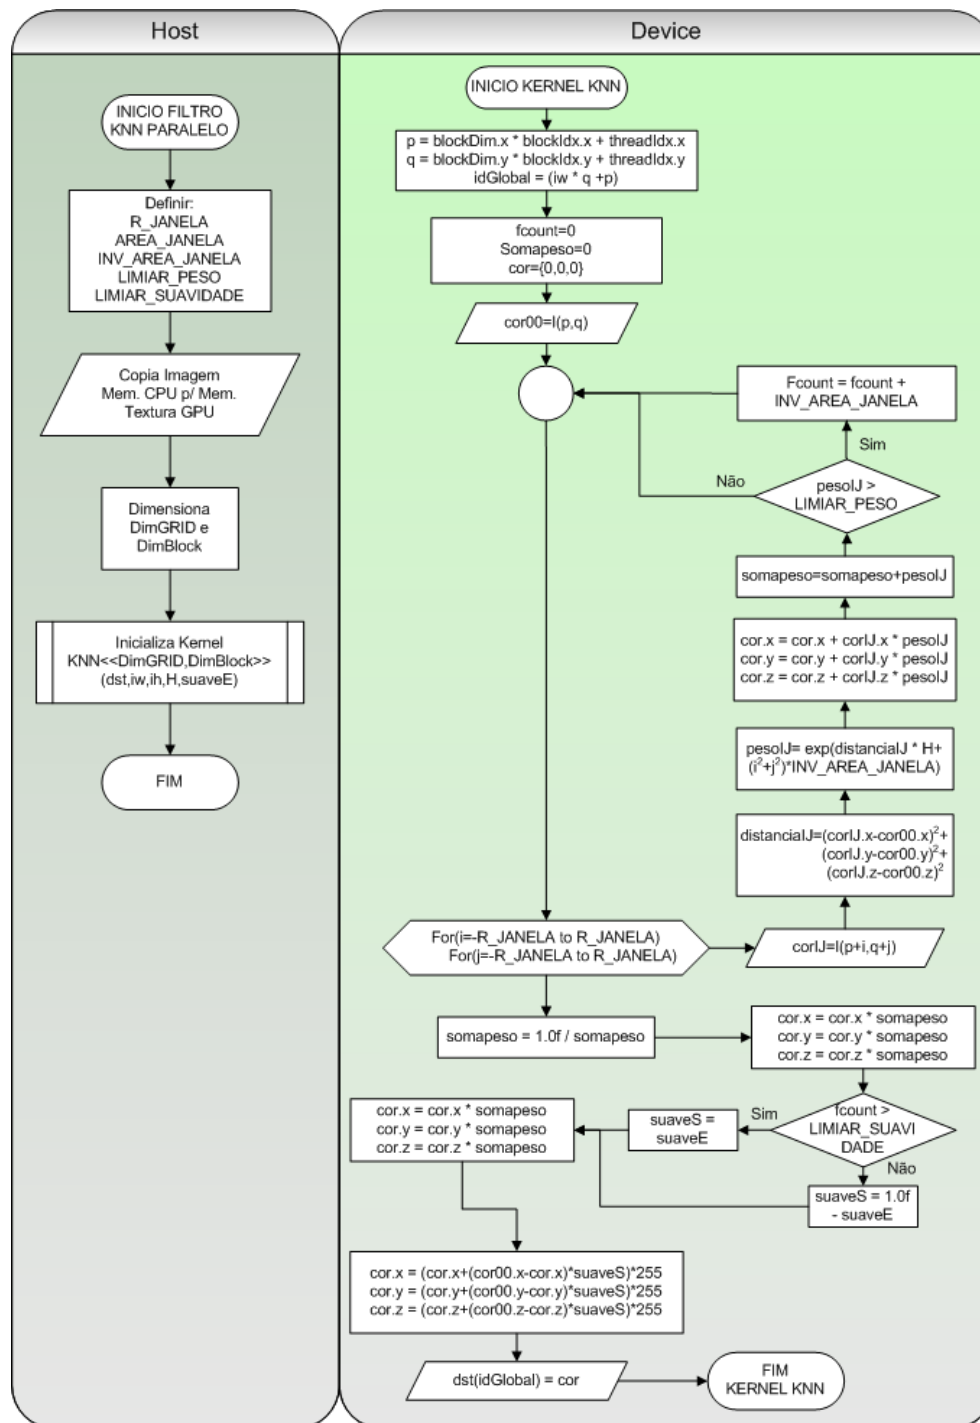 Host
INICIO FILTRO
KNN PARALELO
Definir:
R_JANELA
AREA_JANELA
INV_AREA_JANELA
LIMIAR_PESO
LIMIAR_SUAVIDADE
Copia Imagem
Mem. CPU p/ Mem.
Textura GPU
Dimensiona
DimGRID e
DimBlock
Inicializa Kernel
KNN<<DimGRID,DimBlock>>
(dst,iw,ih,H,suaveE)
FIM
Device
INICIO KERNEL KNN
p = blockDim.x * blockIdx.x + threadIdx.x
q = blockDim.y * blockIdx.y + threadIdx.y
idGlobal = (iw * q +p)
fcount=0
Somapeso=0
cor={0,0,0}
cor00=I(p,q)
For(i=-R_JANELA to R_JANELA)
For(j=-R_JANELA to R_JANELA)
corIJ=I(p+i,q+j)
distanciaIJ=(corIJ.x-cor00.x)²+
(corIJ.y-cor00.y)²+
(corIJ.z-cor00.z)²
pesoIJ= exp(distanciaIJ * H+
(i²+j²)*INV_AREA_JANELA)
cor.x = cor.x + corIJ.x * pesoIJ
cor.y = cor.y + corIJ.y * pesoIJ
cor.z = cor.z + corIJ.z * pesoIJ
somapeso=somapeso+pesoIJ
pesoIJ >
LIMIAR_PESO
Não
Sim
Fcount = fcount +
INV_AREA_JANELA
somapeso = 1.0f / somapeso
cor.x = cor.x * somapeso
cor.y = cor.y * somapeso
cor.z = cor.z * somapeso
fcount >
LIMIAR_SUAVI
DADE
Sim
suaveS =
suaveE
Não
suaveS = 1.0f
- suaveE
cor.x = cor.x * somapeso
cor.y = cor.y * somapeso
cor.z = cor.z * somapeso
cor.x = (cor.x+(cor00.x-cor.x)*suaveS)*255
cor.y = (cor.y+(cor00.y-cor.y)*suaveS)*255
cor.z = (cor.z+(cor00.z-cor.z)*suaveS)*255
dst(idGlobal) = cor
FIM
KERNEL KNN